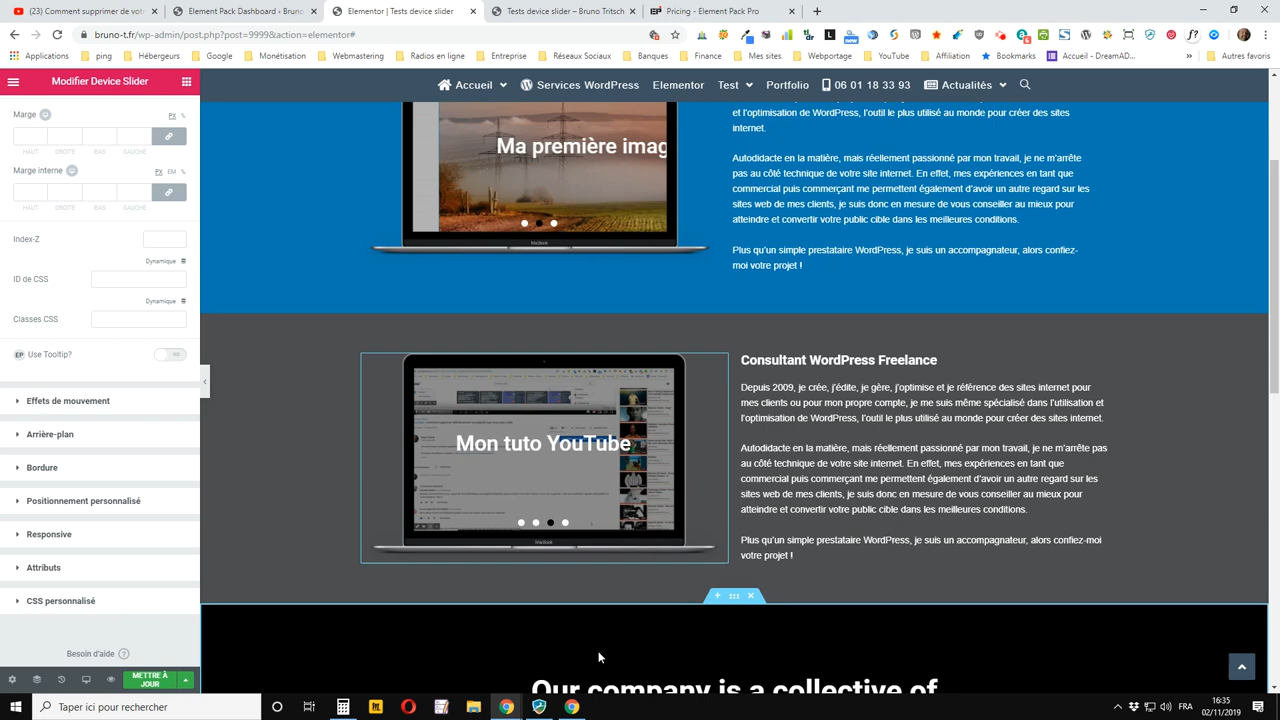 (23) Comment supprimer de vot
Element Pack Dashboard ‹ Bruno
Elementor | Tests device slider
Tests device slider – Bruno Tritsch
Pricing - Element Pack Pro
bruno-t.fr/wp-admin/post.php?post=9999&action=elementor#
Applications
ping
Hébergeurs
Google
Monétisation
Webmastering
Radios en ligne
Entreprise
Réseaux Sociaux
Banques
Finance
Mes sites
Webportage
YouTube
Affiliation
Bookmarks
Accueil - DreamAD...
»
Autres favoris
Modifier Device Slider
Accueil
Services WordPress
Elementor
Test
Portfolio
06 01 18 33 93
Actualités
Marge
PX %
HAUT DROITE BAS GAUCHE
Marge interne
PX EM %
HAUT DROITE BAS GAUCHE
Index-Z
Dynamique
ID de CSS
Dynamique
Classes CSS
EP Use Tooltip?
NO
Effets de mouvement
Arrière-plan
Bordure
Positionnement personnalisé
Responsive
Attributs
CSS personnalisé
Besoin d'aide
METTRE À
JOUR
Ma première imag
MacBook
et l'optimisation de WordPress, l'outil le plus utilisé au monde pour créer des sites
internet.
Autodidacte en la matière, mais réellement passionné par mon travail, je ne m'arrête
pas au côté technique de votre site internet. En effet, mes expériences en tant que
commercial puis commerçant me permettent également d'avoir un autre regard sur les
sites web de mes clients, je suis donc en mesure de vous conseiller au mieux pour
atteindre et convertir votre public cible dans les meilleures conditions.
Plus qu'un simple prestataire WordPress, je suis un accompagnateur, alors confiez-
moi votre projet !
Mon tuto YouTube
MacBook
Consultant WordPress Freelance
Depuis 2009, je crée, j'édite, je gère, j'optimise et je référence des sites internet pour
mes clients ou pour mon propre compte, je me suis même spécialisé dans l'utilisation et
l'optimisation de WordPress, l'outil le plus utilisé au monde pour créer des sites internet.
Autodidacte en la matière, mais réellement passionné par mon travail, je ne m'arrête pas
au côté technique de votre site internet. En effet, mes expériences en tant que
commercial puis commerçant me permettent également d'avoir un autre regard sur les
sites web de mes clients, je suis donc en mesure de vous conseiller au mieux pour
atteindre et convertir votre public cible dans les meilleures conditions.
Plus qu'un simple prestataire WordPress, je suis un accompagnateur, alors confiez-moi
votre projet !
Our company is a collective of
Taper ici pour rechercher
FRA
16:35
02/11/2019